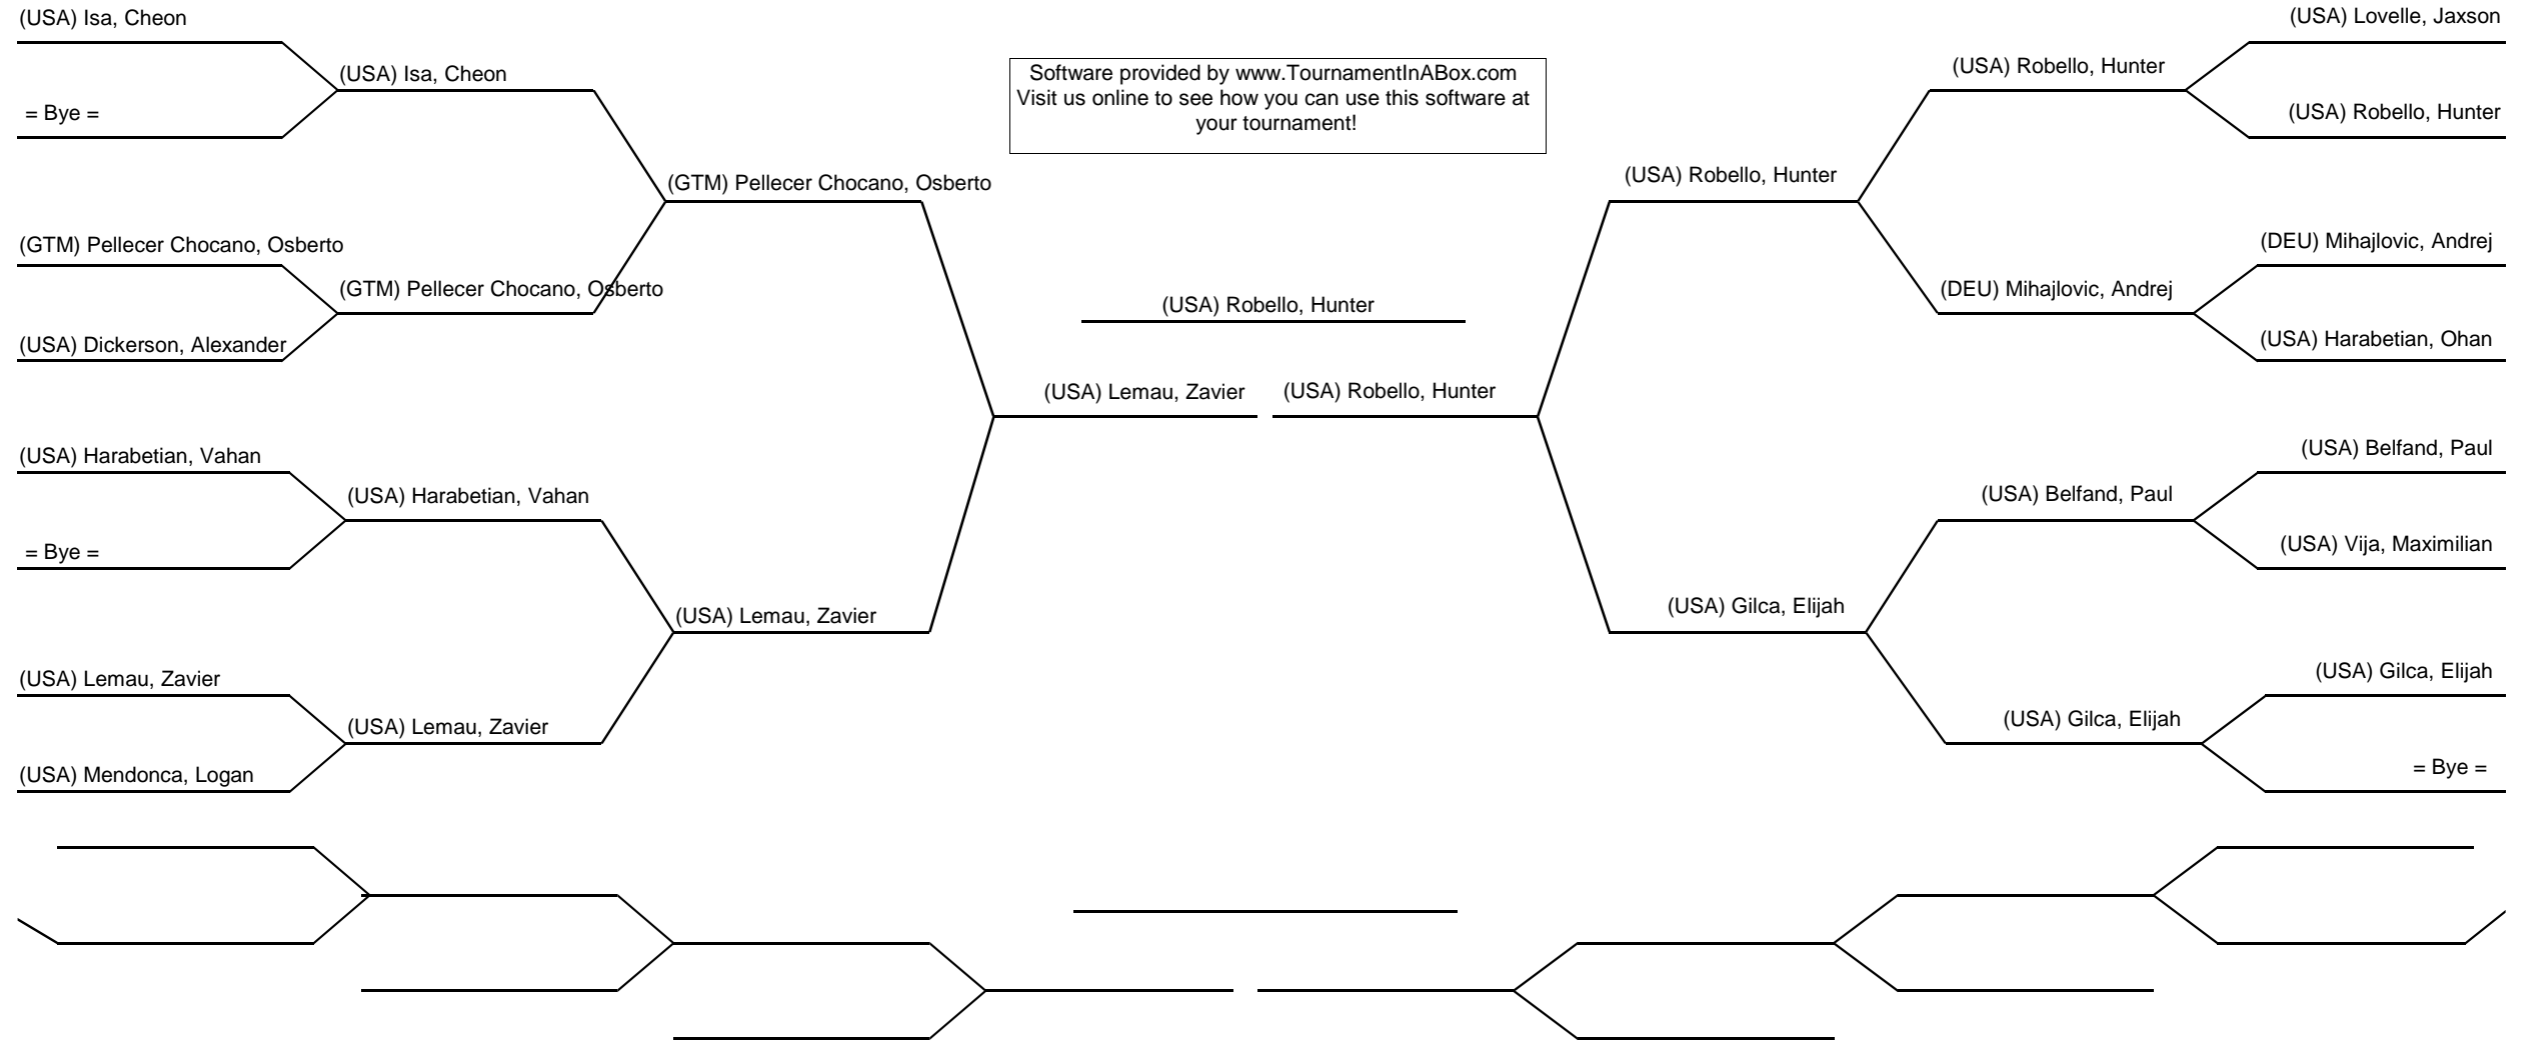 (USA) Isa, Cheon
= Bye =
(GTM) Pellecer Chocano, Osberto
(USA) Dickerson, Alexander
(USA) Harabetian, Vahan
= Bye =
(USA) Lemau, Zavier
(USA) Mendonca, Logan
(USA) Isa, Cheon
(GTM) Pellecer Chocano, Osberto
(USA) Harabetian, Vahan
(USA) Lemau, Zavier
(GTM) Pellecer Chocano, Osberto
(USA) Lemau, Zavier
Software provided by www.TournamentInABox.com
Visit us online to see how you can use this software at
your tournament!
(USA) Robello, Hunter
(USA) Lemau, Zavier
(USA) Robello, Hunter
(USA) Robello, Hunter
(USA) Gilca, Elijah
(USA) Robello, Hunter
(DEU) Mihajlovic, Andrej
(USA) Belfand, Paul
(USA) Gilca, Elijah
(USA) Lovelle, Jaxson
(USA) Robello, Hunter
(DEU) Mihajlovic, Andrej
(USA) Harabetian, Ohan
(USA) Belfand, Paul
(USA) Vija, Maximilian
(USA) Gilca, Elijah
= Bye =